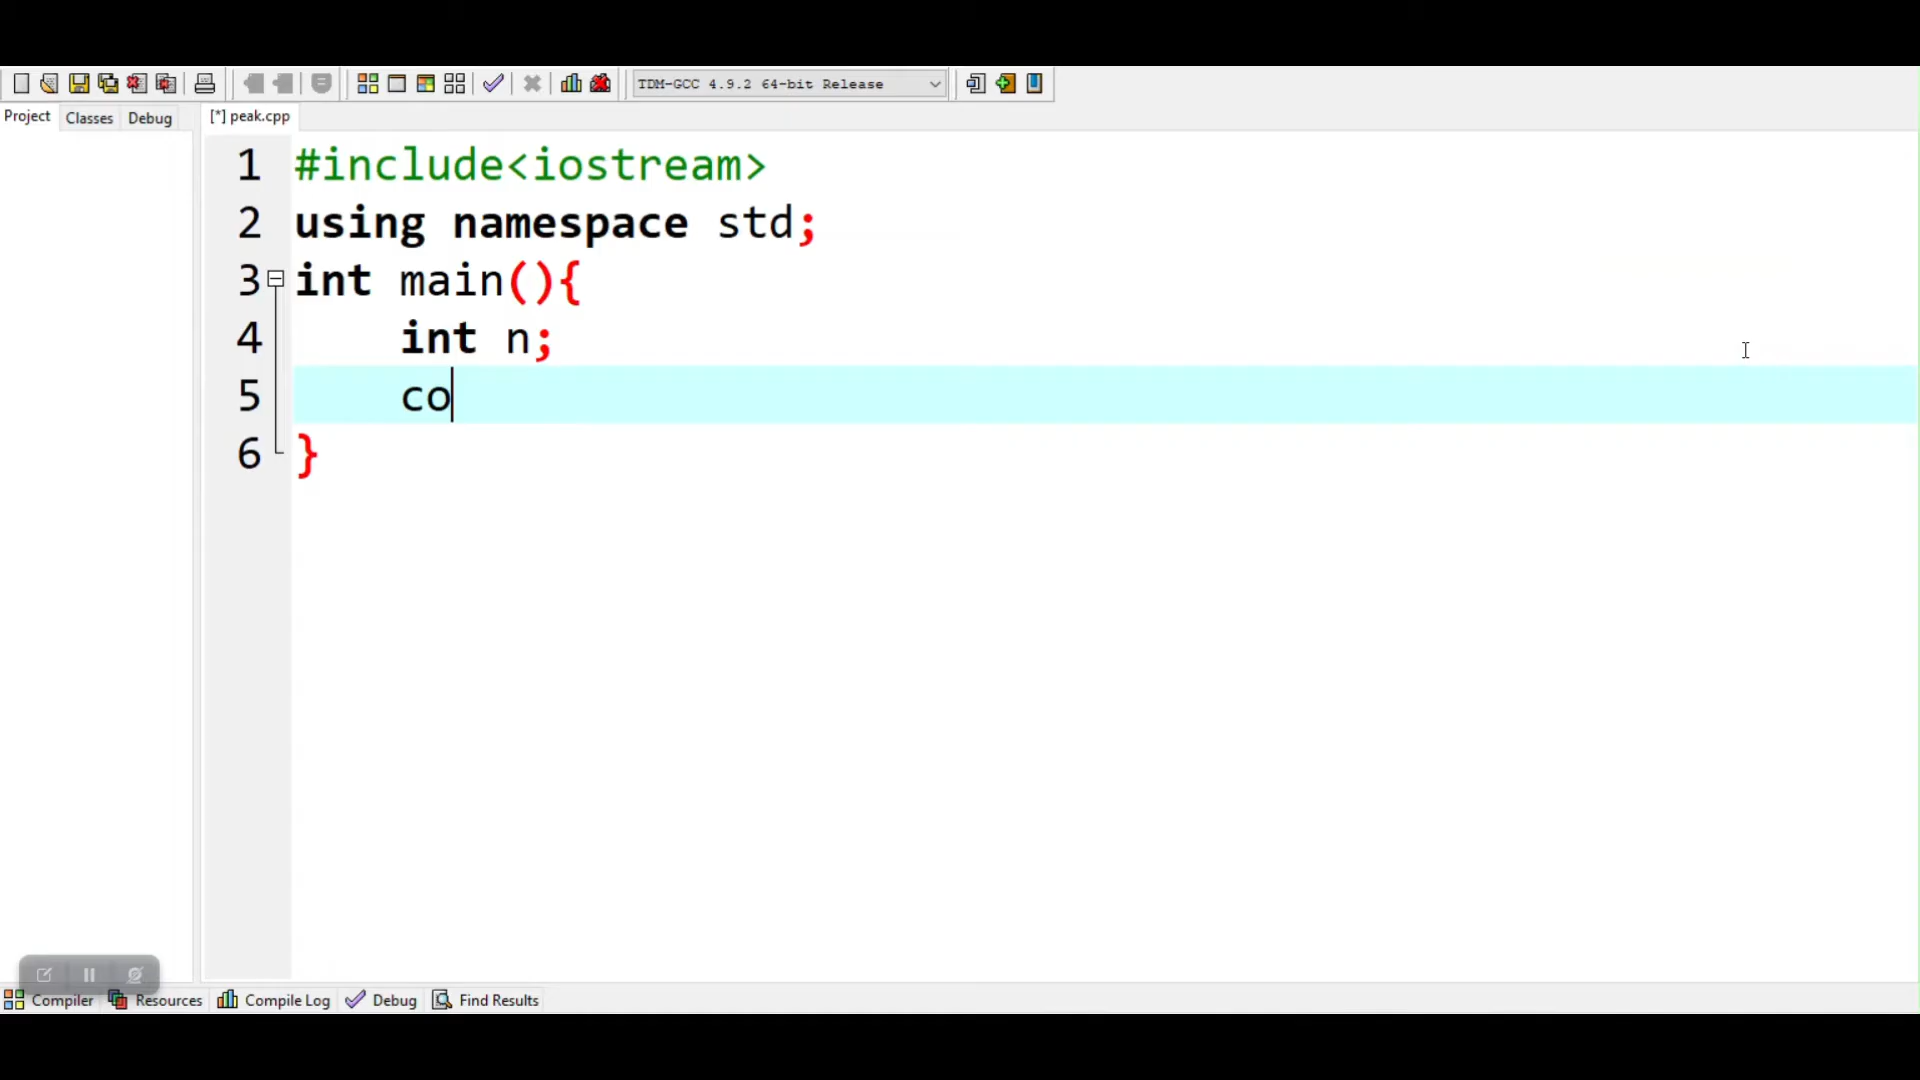 TDM-GCC 4.9.2 64-bit Release
Project Classes Debug [*] peak.cpp
1 #include<iostream>
2 using namespace std;
3 int main(){
4 int n;
5 co
6 }
Compiler Resources Compile Log Debug Find Results